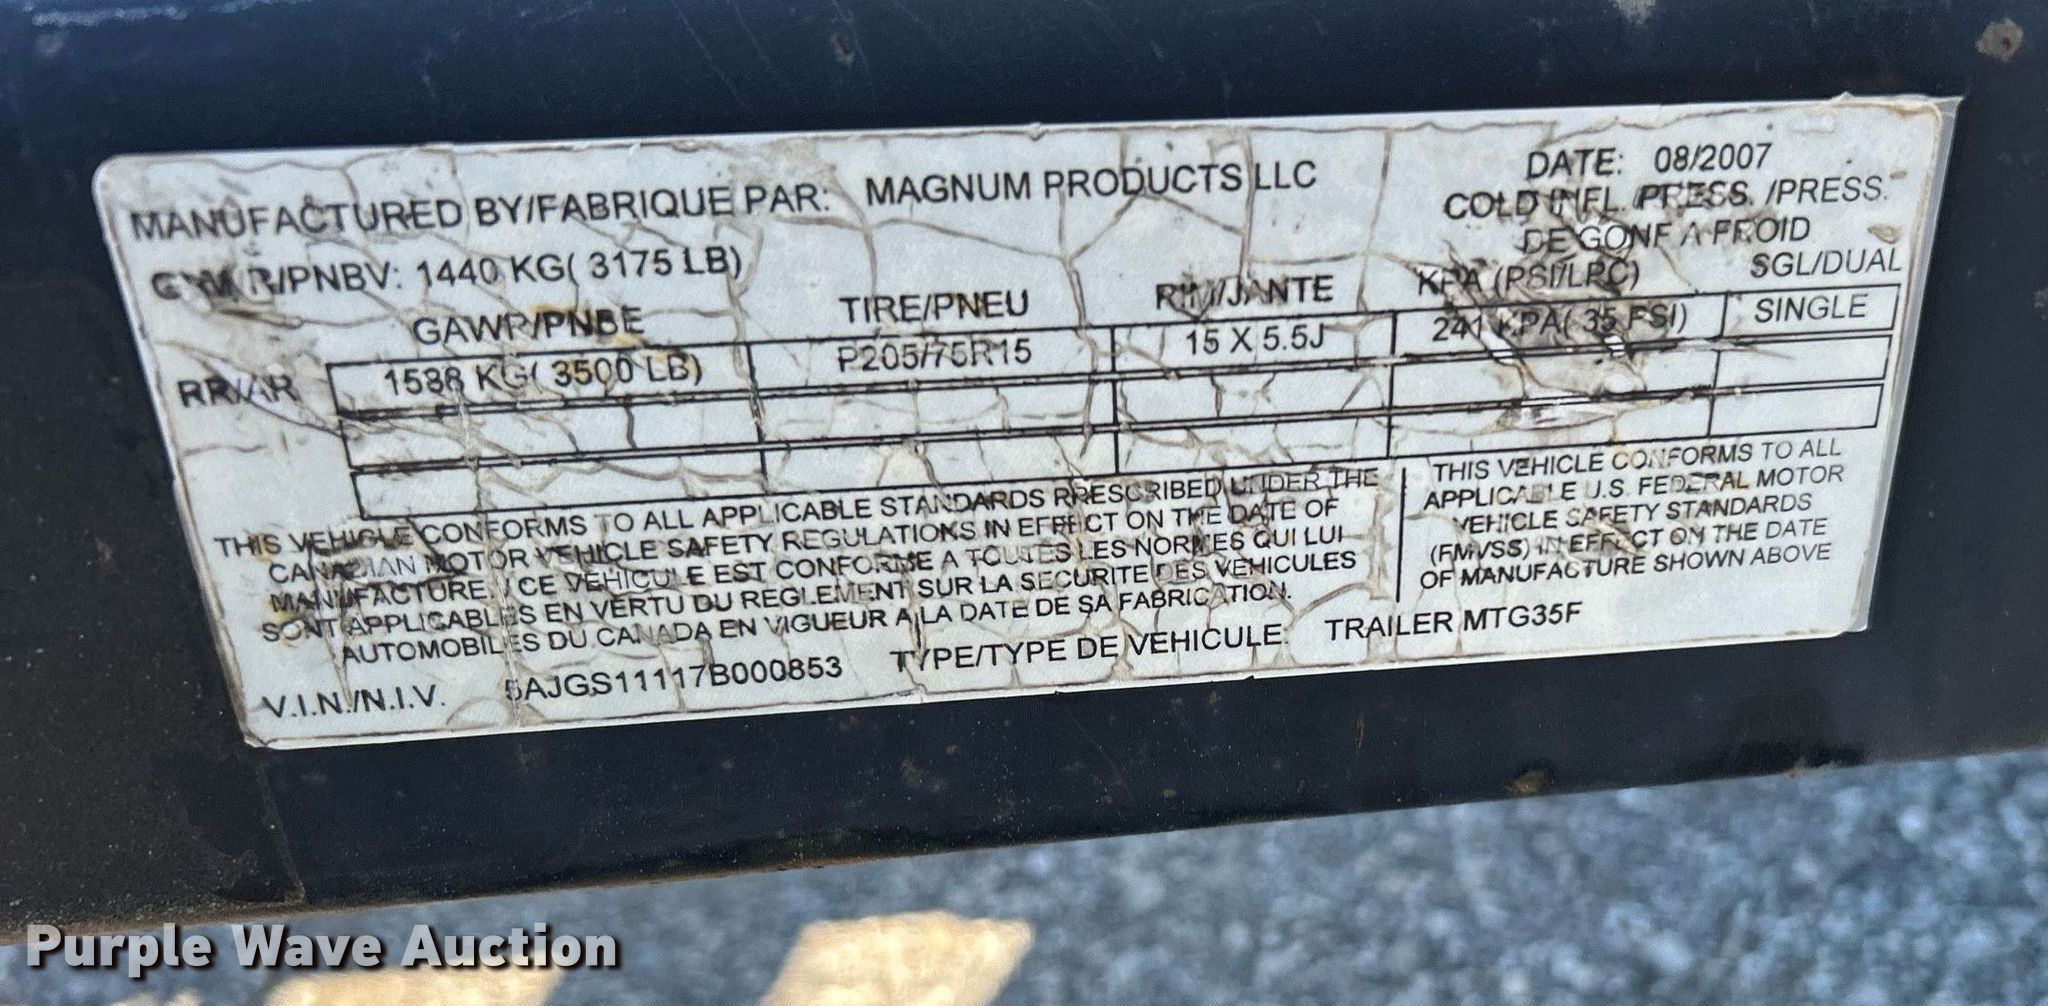 MANUFACTURED BY/FABRIQUE PAR: MAGNUM PRODUCTS LLC DATE: 08/2007
GVWR/PNBV: 1440 KG( 3175 LB) COLD INFL. PRESS. /PRESS.
DE GONF A FROID
GAWR/PNBE TIRE/PNEU RIM/JANTE KPA (PSI/LPC) SGL/DUAL
RR/AR 1588 KG( 3500 LB) P205/75R15 15 X 5.5J 241 KPA( 35 PSI) SINGLE
THIS VEHICLE CONFORMS TO ALL APPLICABLE STANDARDS PRESCRIBED UNDER THE
CANADIAN MOTOR VEHICLE SAFETY REGULATIONS IN EFFECT ON THE DATE OF
MANUFACTURE. / CE VEHICULE EST CONFORME A TOUTES LES NORMES QUI LUI
SONT APPLICABLES EN VERTU DU REGLEMENT SUR LA SECURITE DES VEHICULES
AUTOMOBILES DU CANADA EN VIGUEUR A LA DATE DE SA FABRICATION.
THIS VEHICLE CONFORMS TO ALL
APPLICABLE U.S. FEDERAL MOTOR
VEHICLE SAFETY STANDARDS
(FMVSS) IN EFFECT ON THE DATE
OF MANUFACTURE SHOWN ABOVE
V.I.N./N.I.V. 5AJGS11117B000853 TYPE/TYPE DE VEHICULE: TRAILER MTG35F
Purple Wave Auction